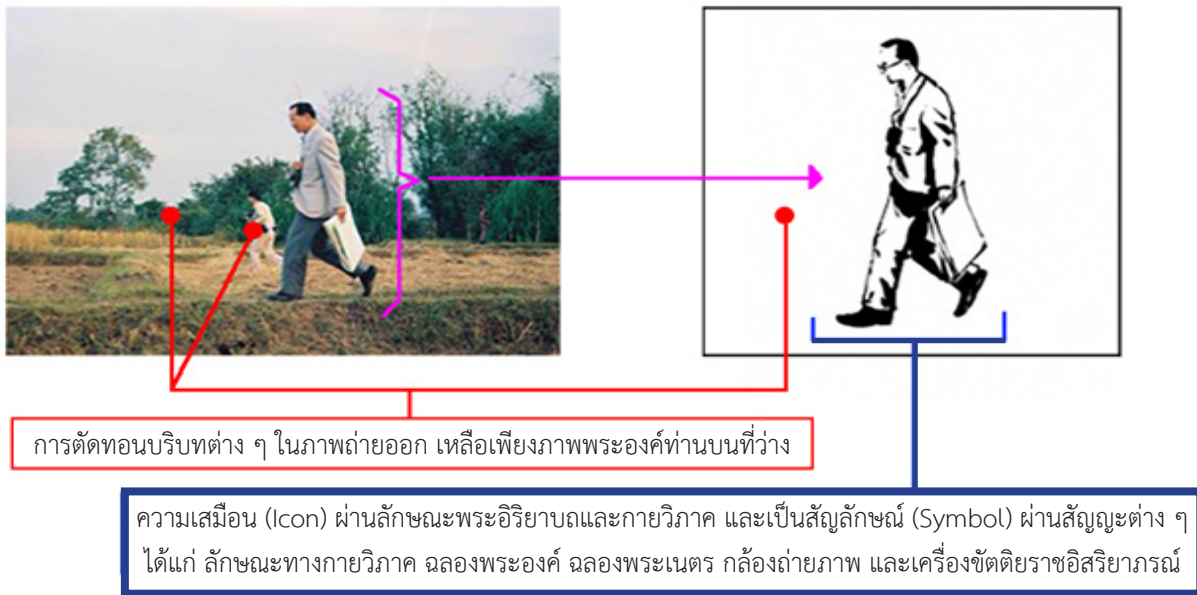 การตัดทอนบริบทต่าง ๆ ในภาพถ่ายออก เหลือเพียงภาพพระองค์ท่านบนที่ว่าง
ความเสมือน (Icon) ผ่านลักษณะพระอิริยาบถและกายวิภาค และเป็นสัญลักษณ์ (Symbol) ผ่านสัญญะต่าง ๆ
ได้แก่ ลักษณะทางกายวิภาค ฉลองพระองค์ ฉลองพระเนตร กล้องถ่ายภาพ และเครื่องขัตติยราชอิสริยาภรณ์